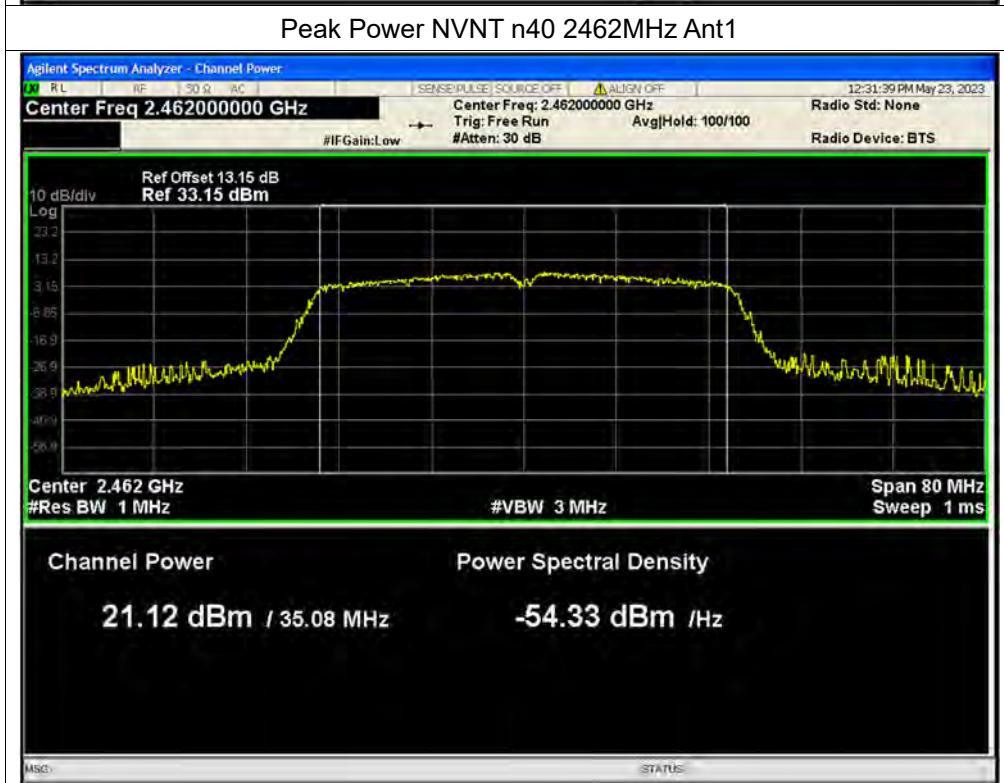 Peak Power NVNT n40 2462MHz Ant1
Agilent Spectrum Analyzer - Channel Power
RL RF 50 Ω AC SENSE:PULSE SOURCE OFF ALIGN OFF 12:31:39 PM May 23, 2023
Center Freq 2.462000000 GHz Center Freq: 2.462000000 GHz Radio Std: None
Trig: Free Run Avg|Hold: 100/100
#IFGain:Low #Atten: 30 dB Radio Device: BTS
Ref Offset 13.15 dB
10 dB/div Ref 33.15 dBm
Log
23.2
13.2
3.15
-6.85
-16.9
-26.9
-36.9
-46.9
-56.9
Center 2.462 GHz Span 80 MHz
#Res BW 1 MHz #VBW 3 MHz Sweep 1 ms
Channel Power Power Spectral Density
21.12 dBm / 35.08 MHz -54.33 dBm /Hz
MSG STATUS